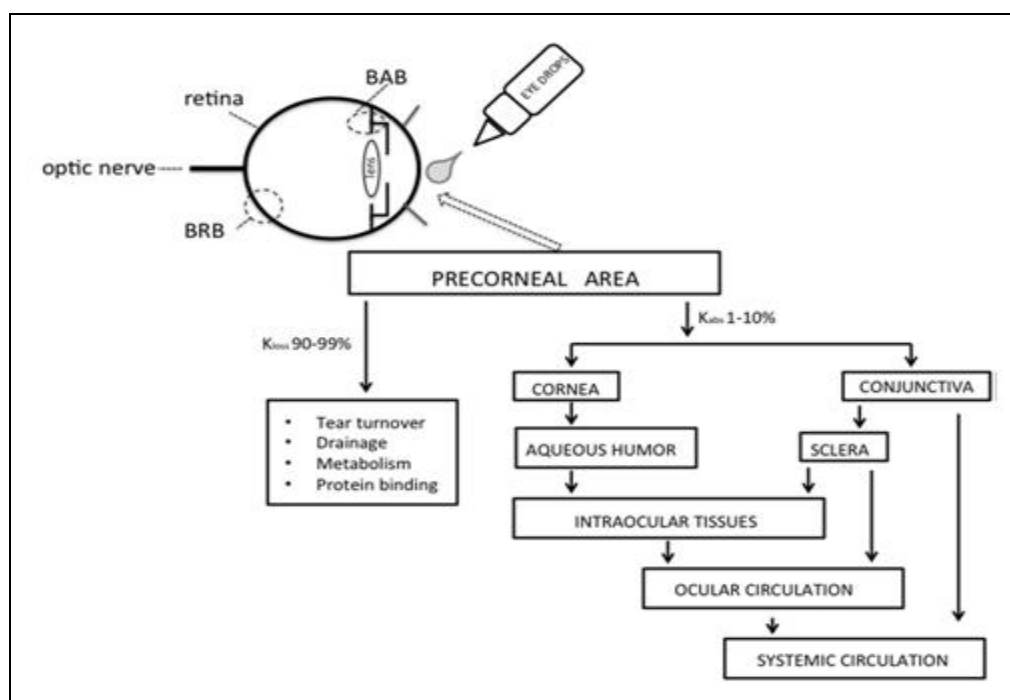 BAB
retina
EYE DROPS
optic nerve
lens
BRB
PRECORNEAL AREA
Kloss 90-99%
Kabs 1-10%
CORNEA
CONJUNCTIVA
• Tear turnover
• Drainage
• Metabolism
• Protein binding
AQUEOUS HUMOR
SCLERA
INTRAOCULAR TISSUES
OCULAR CIRCULATION
SYSTEMIC CIRCULATION